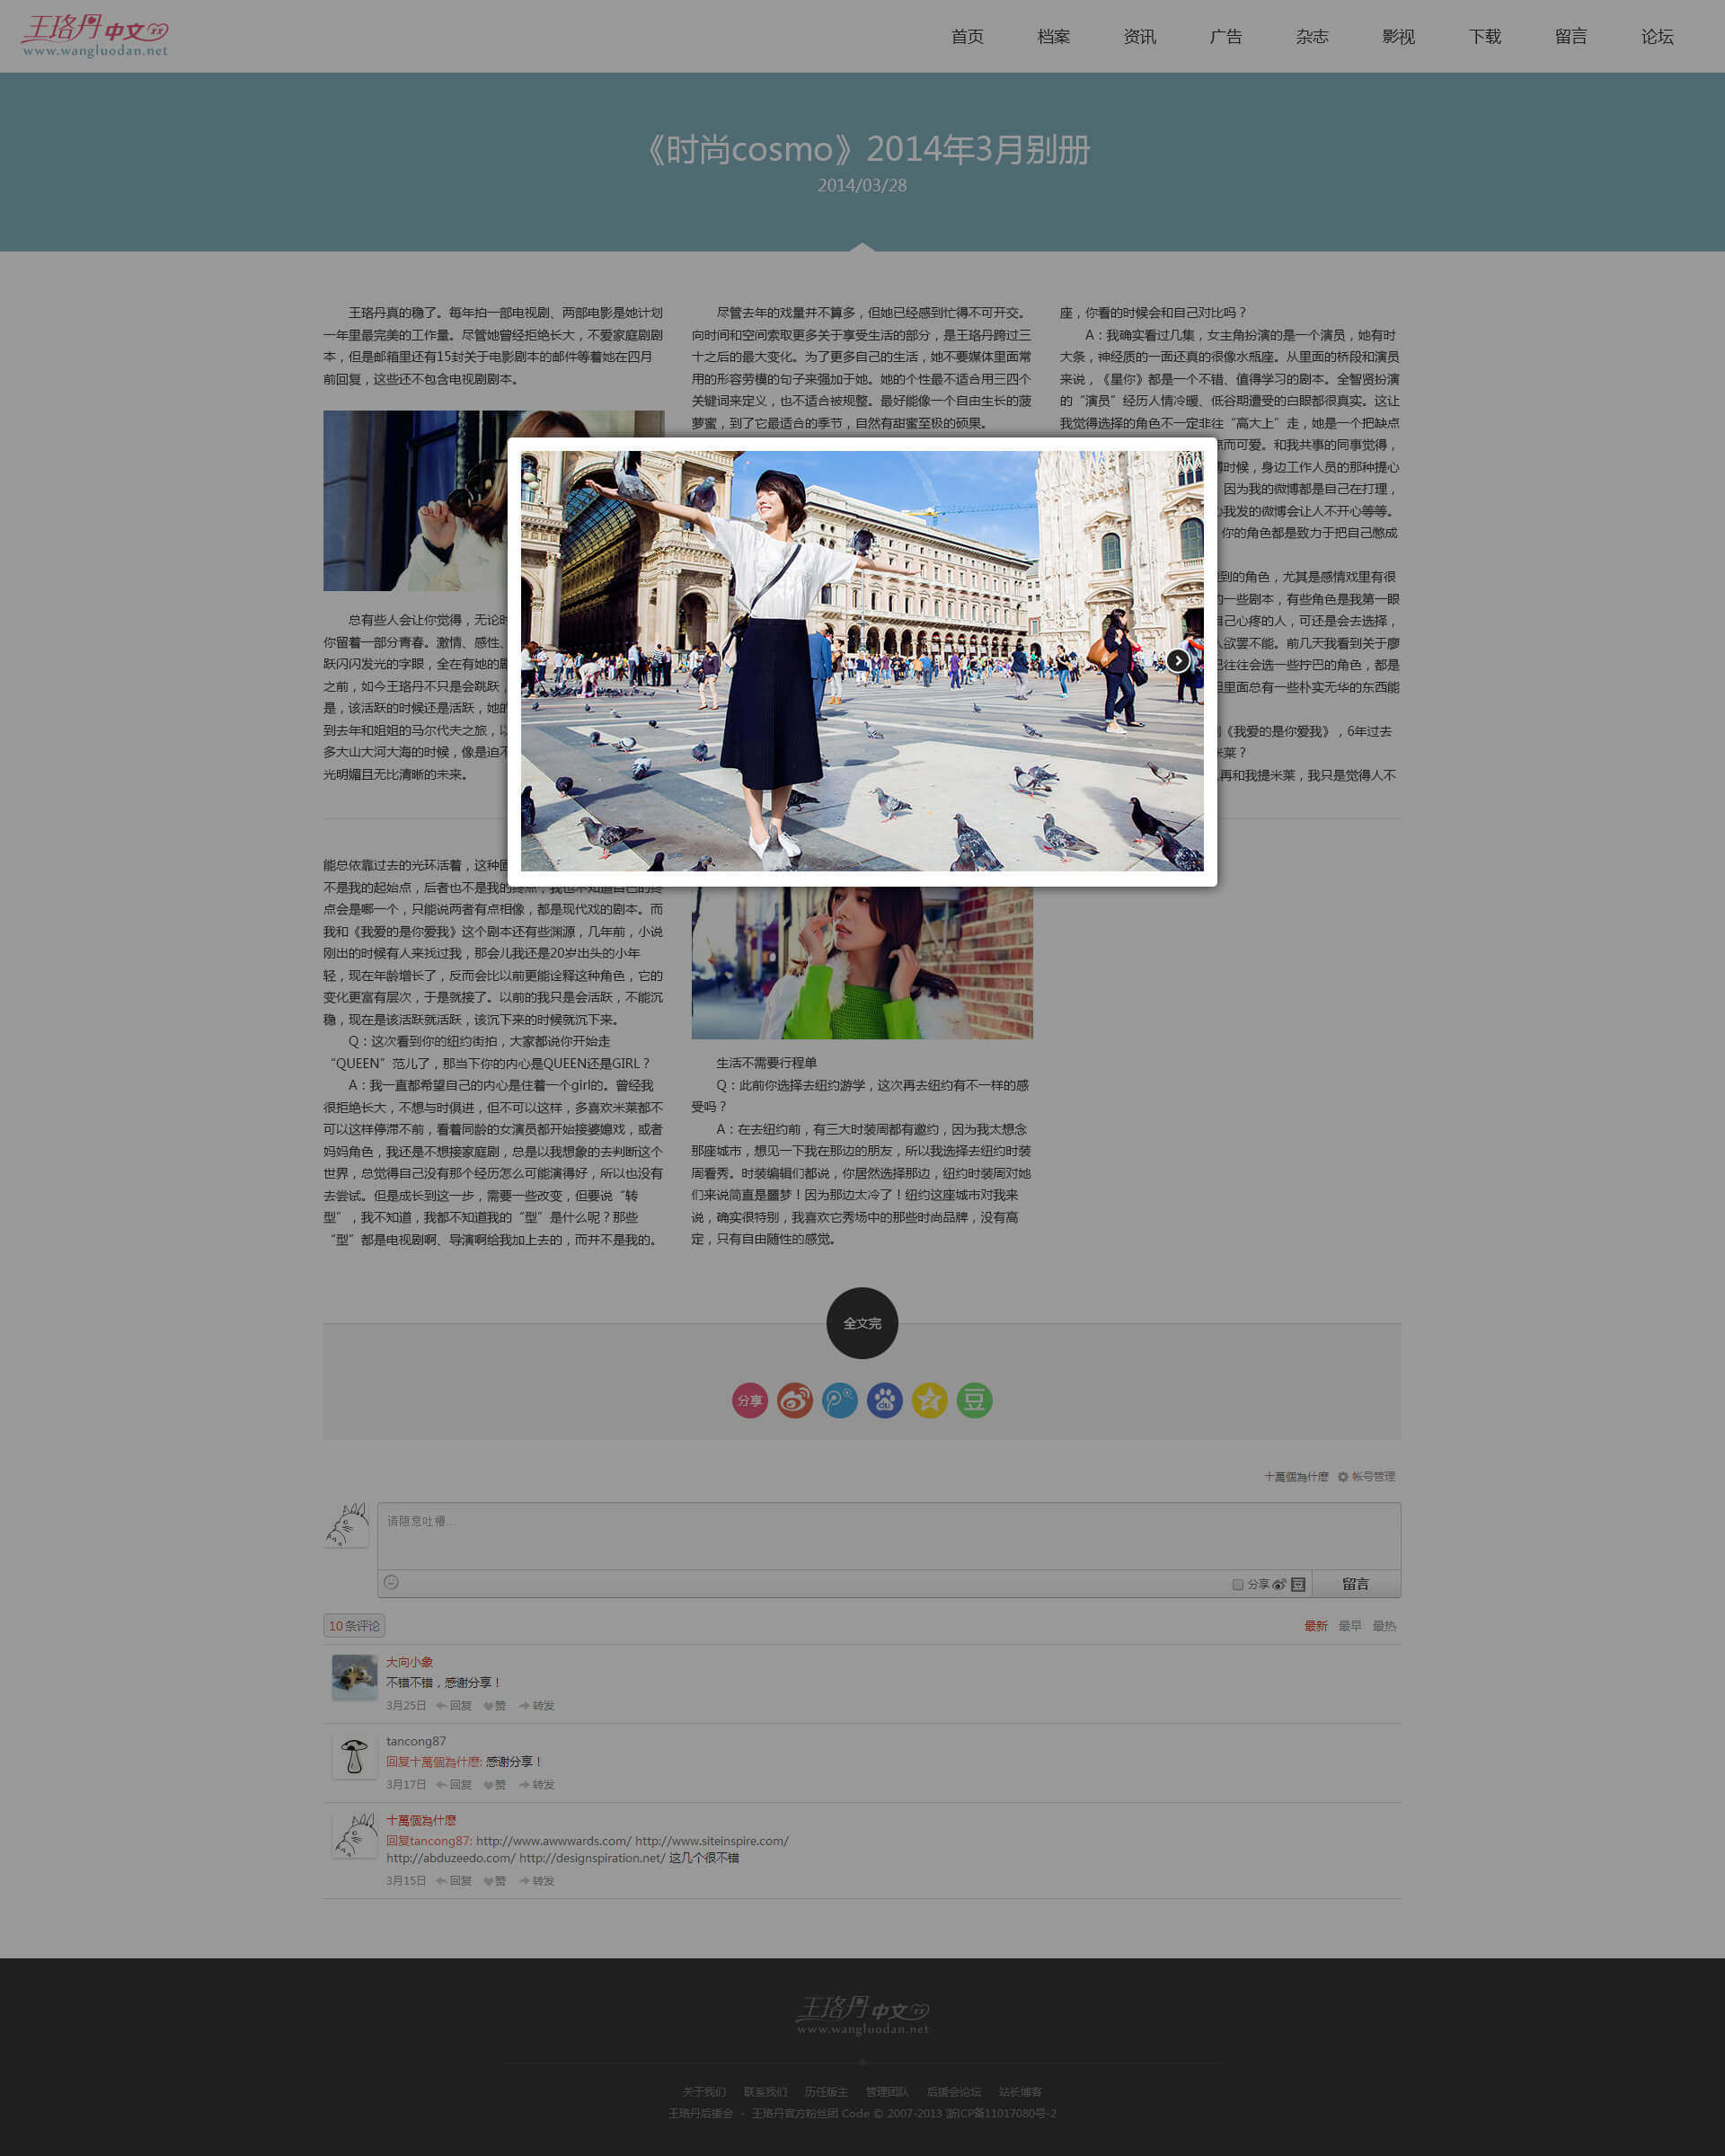 王珞丹中文
www.wangluodan.net
首页 档案 资讯 广告 杂志 影视 下载 留言 论坛
《时尚cosmo》2014年3月别册
2014/03/28
王珞丹真的稳了。每年拍一部电视剧、两部电影是她计划
一年里最完美的工作量。尽管她曾经拒绝长大，不爱家庭剧剧
本，但是邮箱里还有15封关于电影剧本的邮件等着她在四月
前回复，这些还不包含电视剧剧本。
总有些人会让你觉得，无论时
你留着一部分青春。激情、感性、
跃闪闪发光的字眼，全在有她的剧
之前，如今王珞丹不只是会跳跃，
是，该活跃的时候还是活跃，她的
到去年和姐姐的马尔代夫之旅，以
多大山大河大海的时候，像是迫不
光明媚且无比清晰的未来。
尽管去年的戏量并不算多，但她已经感到忙得不可开交。
向时间和空间索取更多关于享受生活的部分，是王珞丹跨过三
十之后的最大变化。为了更多自己的生活，她不要媒体里面常
用的形容劳模的句子来强加于她。她的个性最不适合用三四个
关键词来定义，也不适合被规整。最好能像一个自由生长的菠
萝蜜，到了它最适合的季节，自然有甜蜜至极的硕果。
座，你看的时候会和自己对比吗？
A：我确实看过几集，女主角扮演的是一个演员，她有时
大条，神经质的一面还真的很像水瓶座。从里面的桥段和演员
来说，《星你》都是一个不错、值得学习的剧本。全智贤扮演
的“演员”经历人情冷暖、低谷期遭受的白眼都很真实。这让
我觉得选择的角色不一定非往“高大上”走，她是一个把缺点
点而可爱。和我共事的同事觉得，
博时候，身边工作人员的那种提心
因为我的微博都是自己在打理，
心我发的微博会让人不开心等等。
你的角色都是致力于把自己憋成
到的角色，尤其是感情戏里有很
的一些剧本，有些角色是我第一眼
自己心疼的人，可还是会去选择，
人欲罢不能。前几天我看到关于廖
己往往会选一些拧巴的角色，都是
但里面总有一些朴实无华的东西能
《我爱的是你爱我》，6年过去
米莱？
再和我提米莱，我只是觉得人不
能总依靠过去的光环活着，这种
不是我的起始点，后者也不是我的终点，我也不知道自己的终
点会是哪一个，只能说两者有点相像，都是现代戏的剧本。而
我和《我爱的是你爱我》这个剧本还有些渊源，几年前，小说
刚出的时候有人来找过我，那会儿我还是20岁出头的小年
轻，现在年龄增长了，反而会比以前更能诠释这种角色，它的
变化更富有层次，于是就接了。以前的我只是会活跃，不能沉
稳，现在是该活跃就活跃，该沉下来的时候就沉下来。
Q：这次看到你的纽约街拍，大家都说你开始走
“QUEEN”范儿了，那当下你的内心是QUEEN还是GIRL？
A：我一直都希望自己的内心是住着一个girl的。曾经我
很拒绝长大，不想与时俱进，但不可以这样，多喜欢米莱都不
可以这样停滞不前，看着同龄的女演员都开始接婆媳戏，或者
妈妈角色，我还是不想接家庭剧，总是以我想象的去判断这个
世界，总觉得自己没有那个经历怎么可能演得好，所以也没有
去尝试。但是成长到这一步，需要一些改变，但要说“转
型”，我不知道，我都不知道我的“型”是什么呢？那些
“型”都是电视剧啊、导演啊给我加上去的，而并不是我的。
生活不需要行程单
Q：此前你选择去纽约游学，这次再去纽约有不一样的感
受吗？
A：在去纽约前，有三大时装周都有邀约，因为我太想念
那座城市，想见一下我在那边的朋友，所以我选择去纽约时装
周看秀。时装编辑们都说，你居然选择那边，纽约时装周对她
们来说简直是噩梦！因为那边太冷了！纽约这座城市对我来
说，确实很特别，我喜欢它秀场中的那些时尚品牌，没有高
定，只有自由随性的感觉。
全文完
分享 du 豆
十萬個為什麼 帐号管理
请随意吐槽...
分享 豆 留言
10条评论 最新 最早 最热
大向小象
不错不错，感谢分享！
3月25日 回复 赞 转发
tancong87
回复十萬個為什麼: 感谢分享！
3月17日 回复 赞 转发
十萬個為什麼
回复tancong87: http://www.awwwards.com/ http://www.siteinspire.com/
http://abduzeedo.com/ http://designspiration.net/ 这几个很不错
3月15日 回复 赞 转发
王珞丹中文
www.wangluodan.net
关于我们 联系我们 历任版主 管理团队 后援会论坛 站长博客
王珞丹后援会 - 王珞丹官方粉丝团 Code © 2007-2013 浙ICP备11017080号-2